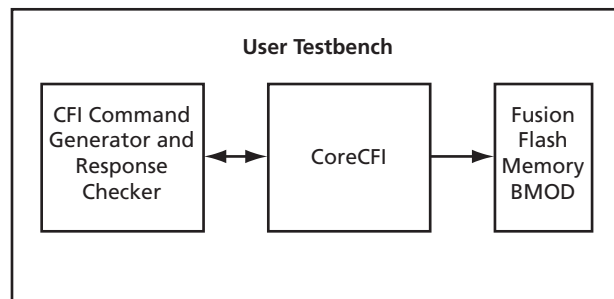 User Testbench
CFI Command
Generator and
Response
Checker
CoreCFI
Fusion
Flash
Memory
BMOD